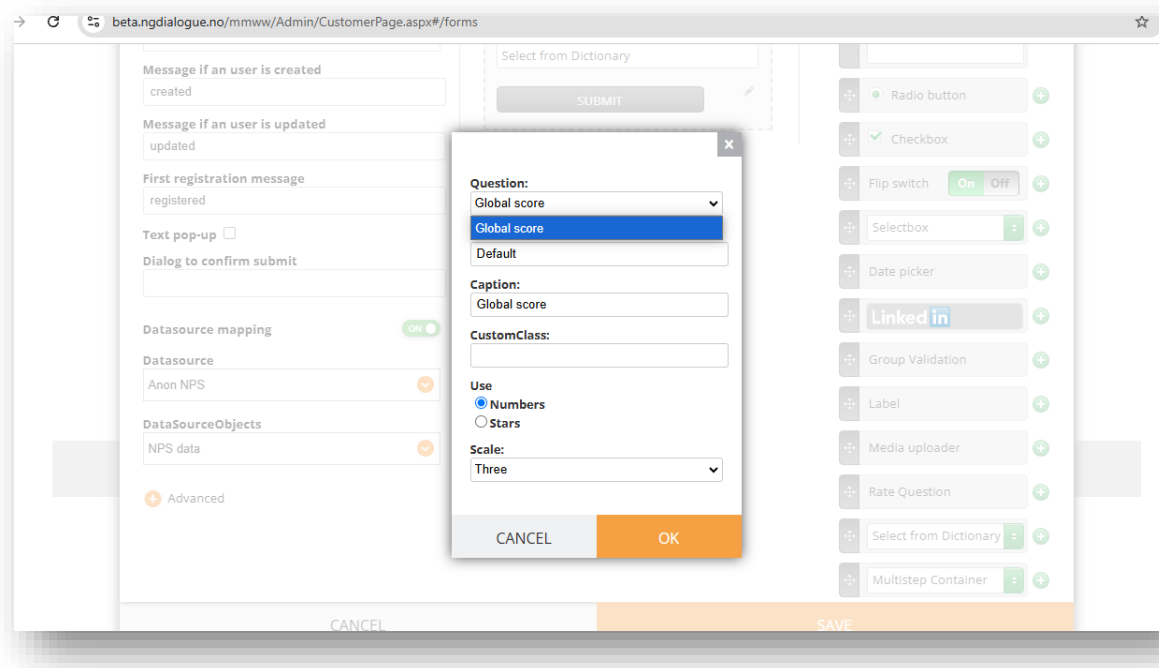 beta.ngdialogue.no/mmww/Admin/CustomerPage.aspx#/forms
Message if an user is created
created
Message if an user is updated
updated
First registration message
registered
Text pop-up
Dialog to confirm submit
Datasource mapping
ON
Datasource
Anon NPS
DataSourceObjects
NPS data
Advanced
Select from Dictionary
SUBMIT
x
Question:
Global score
Global score
Default
Caption:
Global score
CustomClass:
Use
Numbers
Stars
Scale:
Three
CANCEL
OK
Radio button
Checkbox
Flip switch
On
Off
Selectbox
Date picker
Linked in
Group Validation
Label
Media uploader
Rate Question
Select from Dictionary
Multistep Container
CANCEL
SAVE